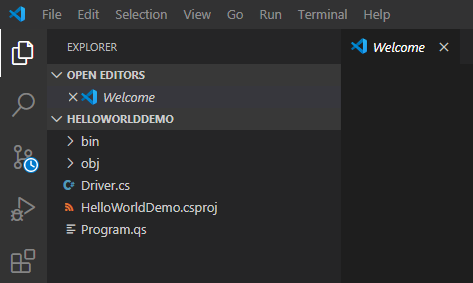 File Edit Selection View Go Run Terminal Help
EXPLORER
OPEN EDITORS
Welcome
HELLOWORLDDEMO
bin
obj
C# Driver.cs
HelloWorldDemo.csproj
Program.qs
Welcome